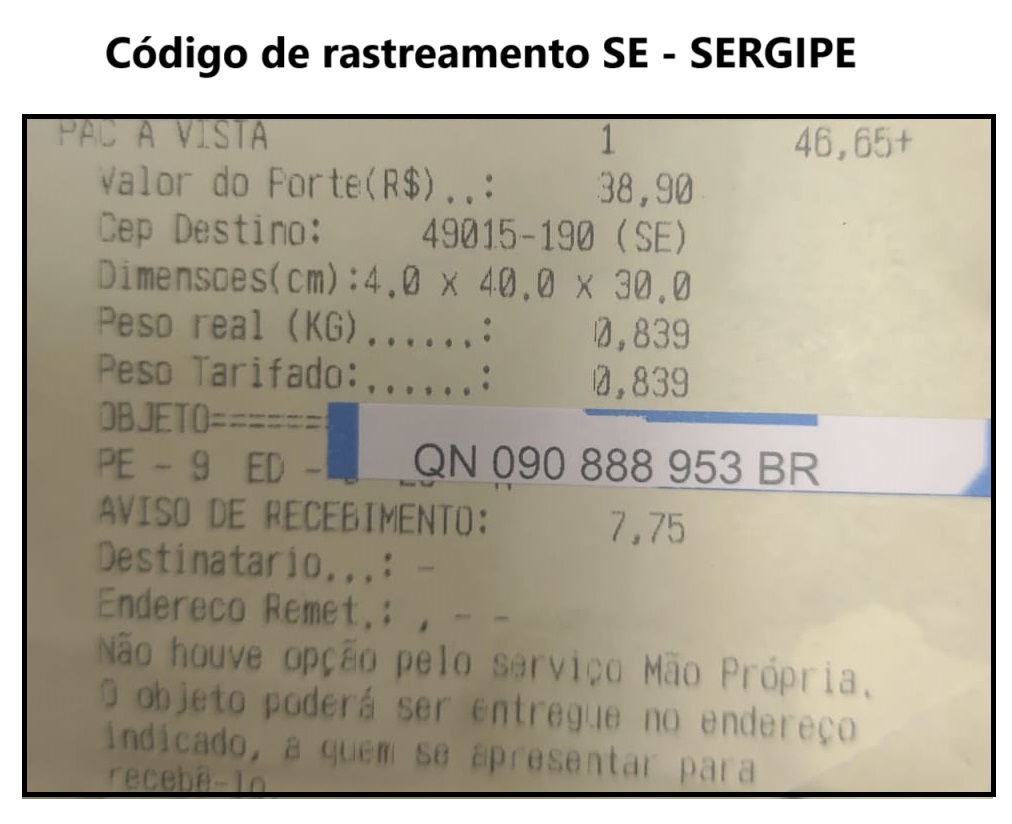 Código de rastreamento SE - SERGIPE
PAC A VISTA 1 46,65+
Valor do Porte(R$)..: 38,90
Cep Destino: 49015-190 (SE)
Dimensoes(cm):4.0 x 40.0 x 30.0
Peso real (KG)......: 0,839
Peso Tarifado:......: 0,839
OBJETO======
QN 090 888 953 BR
PE - 9 ED -
AVISO DE RECEBIMENTO: 7,75
Destinatario...: -
Endereco Remet.: , - -
Não houve opção pelo serviço Mão Própria.
O objeto poderá ser entregue no endereço
indicado, a quem se apresentar para
recebê-lo